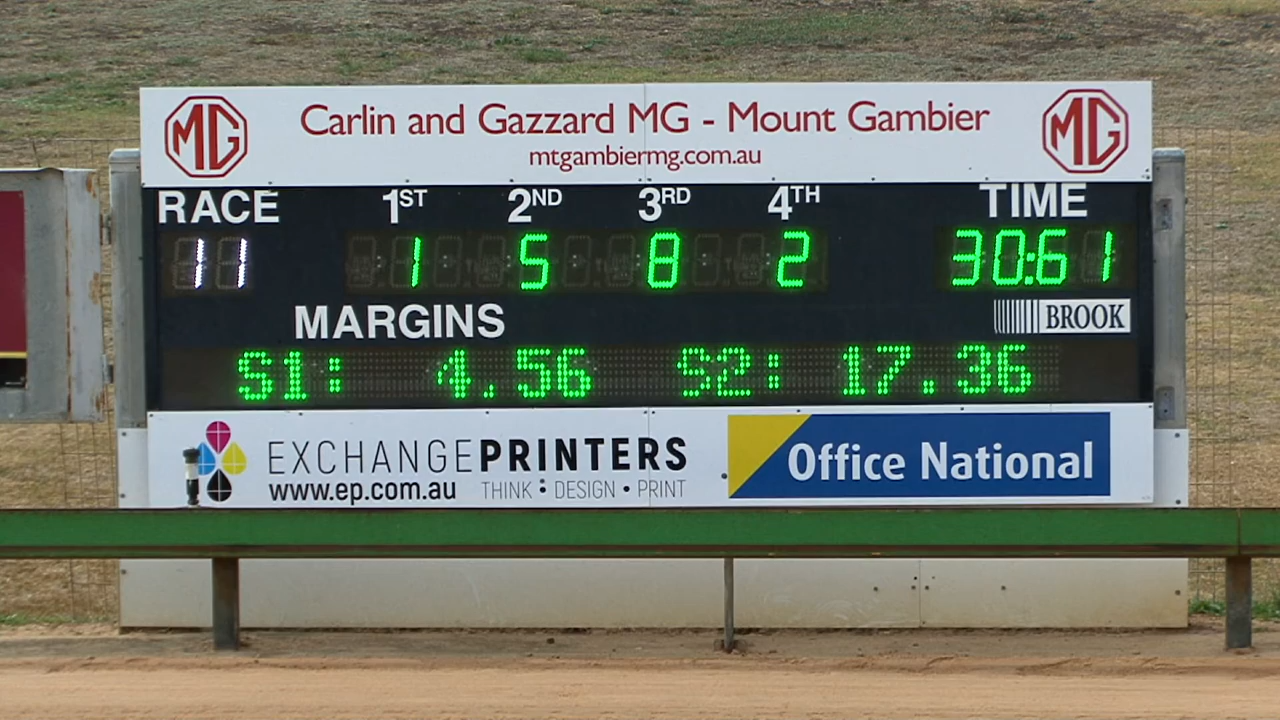 MG Carlin and Gazzard MG - Mount Gambier MG
mtgambiermg.com.au
RACE 1ST 2ND 3RD 4TH TIME
11 1 5 8 2 30:61
MARGINS BROOK
S1: 4.56 S2: 17.36
EXCHANGEPRINTERS Office National
www.ep.com.au THINK : DESIGN • PRINT